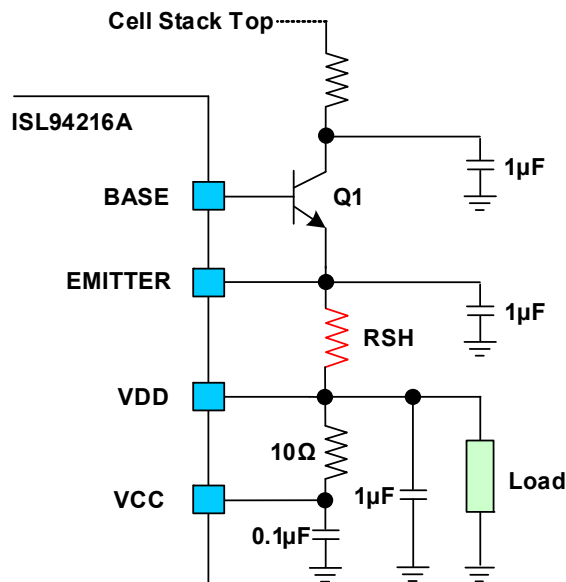 Cell Stack Top
ISL94216A
1µF
BASE
Q1
EMITTER
1µF
RSH
VDD
10Ω
Load
VCC
1µF
0.1µF